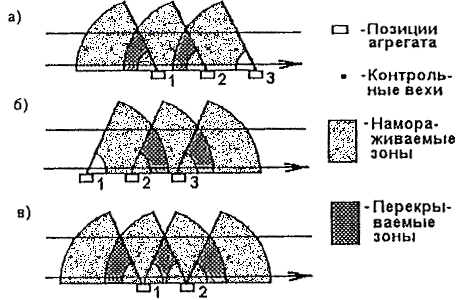 а)
1 2 3
б)
1 2 3
в)
1 2
-Позиции
агрегата
-Контроль-
ные вехи
-Намора-
живаемые
зоны
-Перекры-
ваемые
зоны